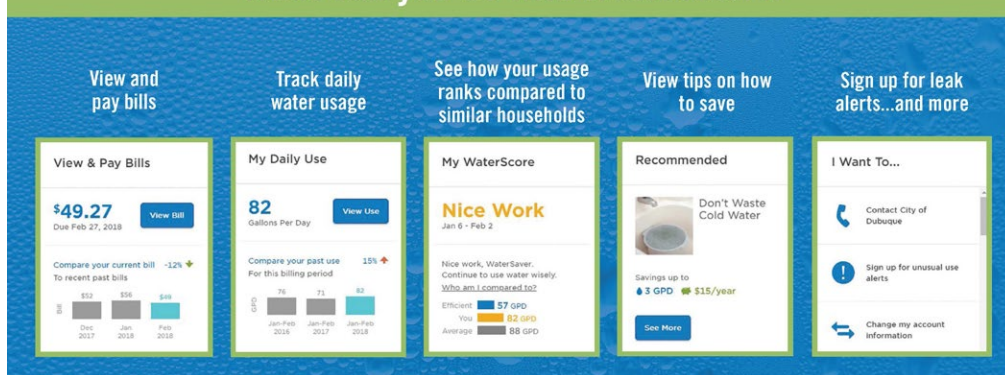 View and
pay bills
Track daily
water usage
See how your usage
ranks compared to
similar households
View tips on how
to save
Sign up for leak
alerts...and more
View & Pay Bills
$49.27
Due Feb 27, 2018
View Bill
Compare your current bill -12%
To recent past bills
Bill
$52 $56 $49
Dec
2017
Jan
2018
Feb
2018
My Daily Use
82
Gallons Per Day
View Use
Compare your past use 15%
For this billing period
GPD
76 71 82
Jan-Feb
2016
Jan-Feb
2017
Jan-Feb
2018
My WaterScore
Nice Work
Jan 6 - Feb 2
Nice work, WaterSaver.
Continue to use water wisely.
Who am I compared to?
Efficient 57 GPD
You 82 GPD
Average 88 GPD
Recommended
Don't Waste
Cold Water
Savings up to
3 GPD $15/year
See More
I Want To...
Contact City of
Dubuque
Sign up for unusual use
alerts
Change my account
information